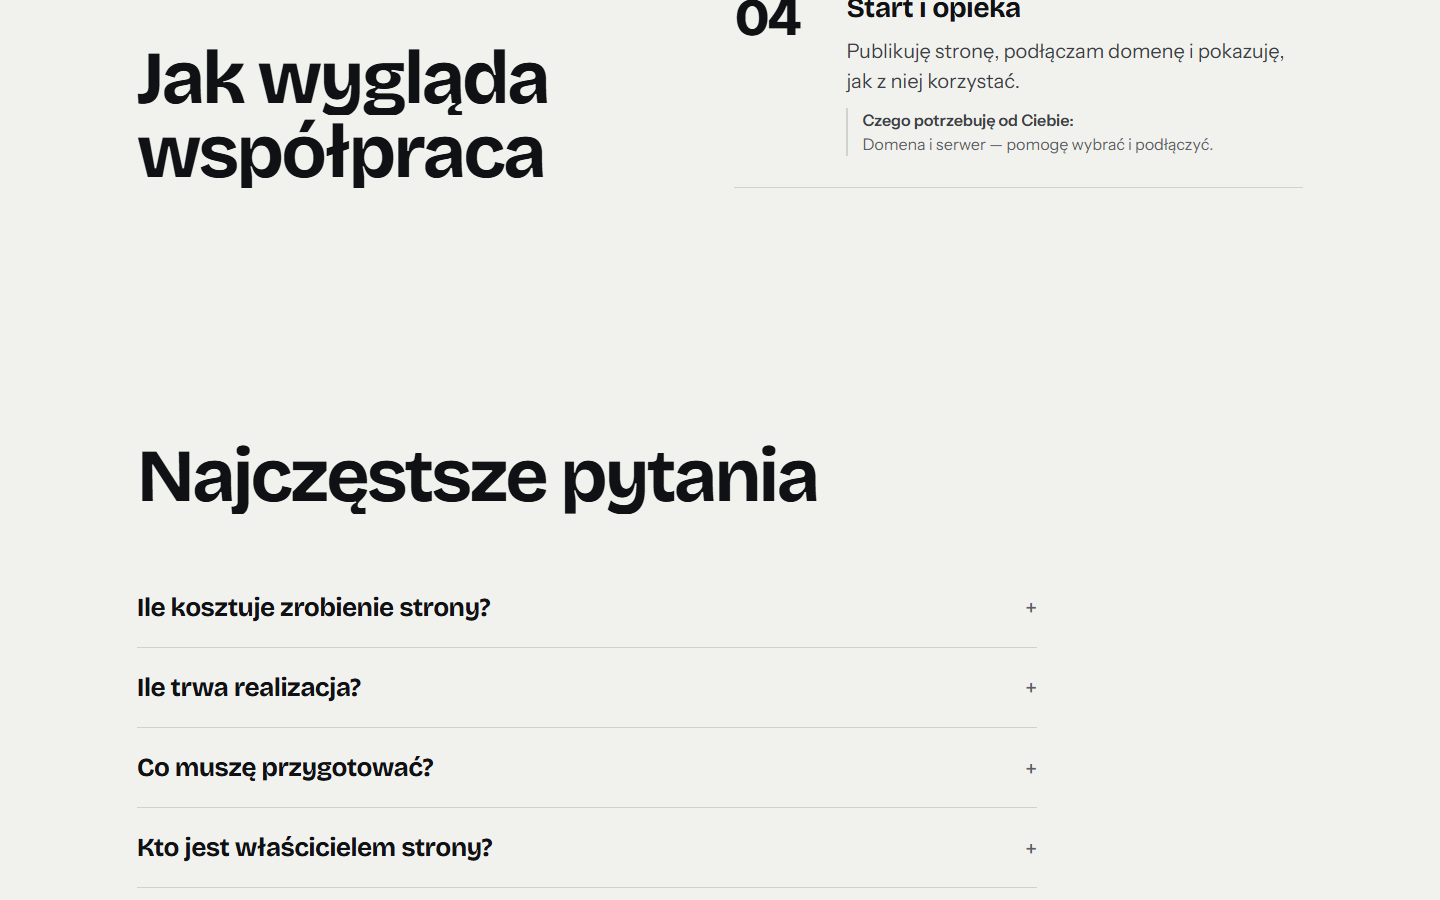 04
Start i opieka
Publikuję stronę, podłączam domenę i pokazuję,
jak z niej korzystać.
Czego potrzebuję od Ciebie:
Domena i serwer — pomogę wybrać i podłączyć.
Jak wygląda
współpraca
Najczęstsze pytania
Ile kosztuje zrobienie strony?
+
Ile trwa realizacja?
+
Co muszę przygotować?
+
Kto jest właścicielem strony?
+